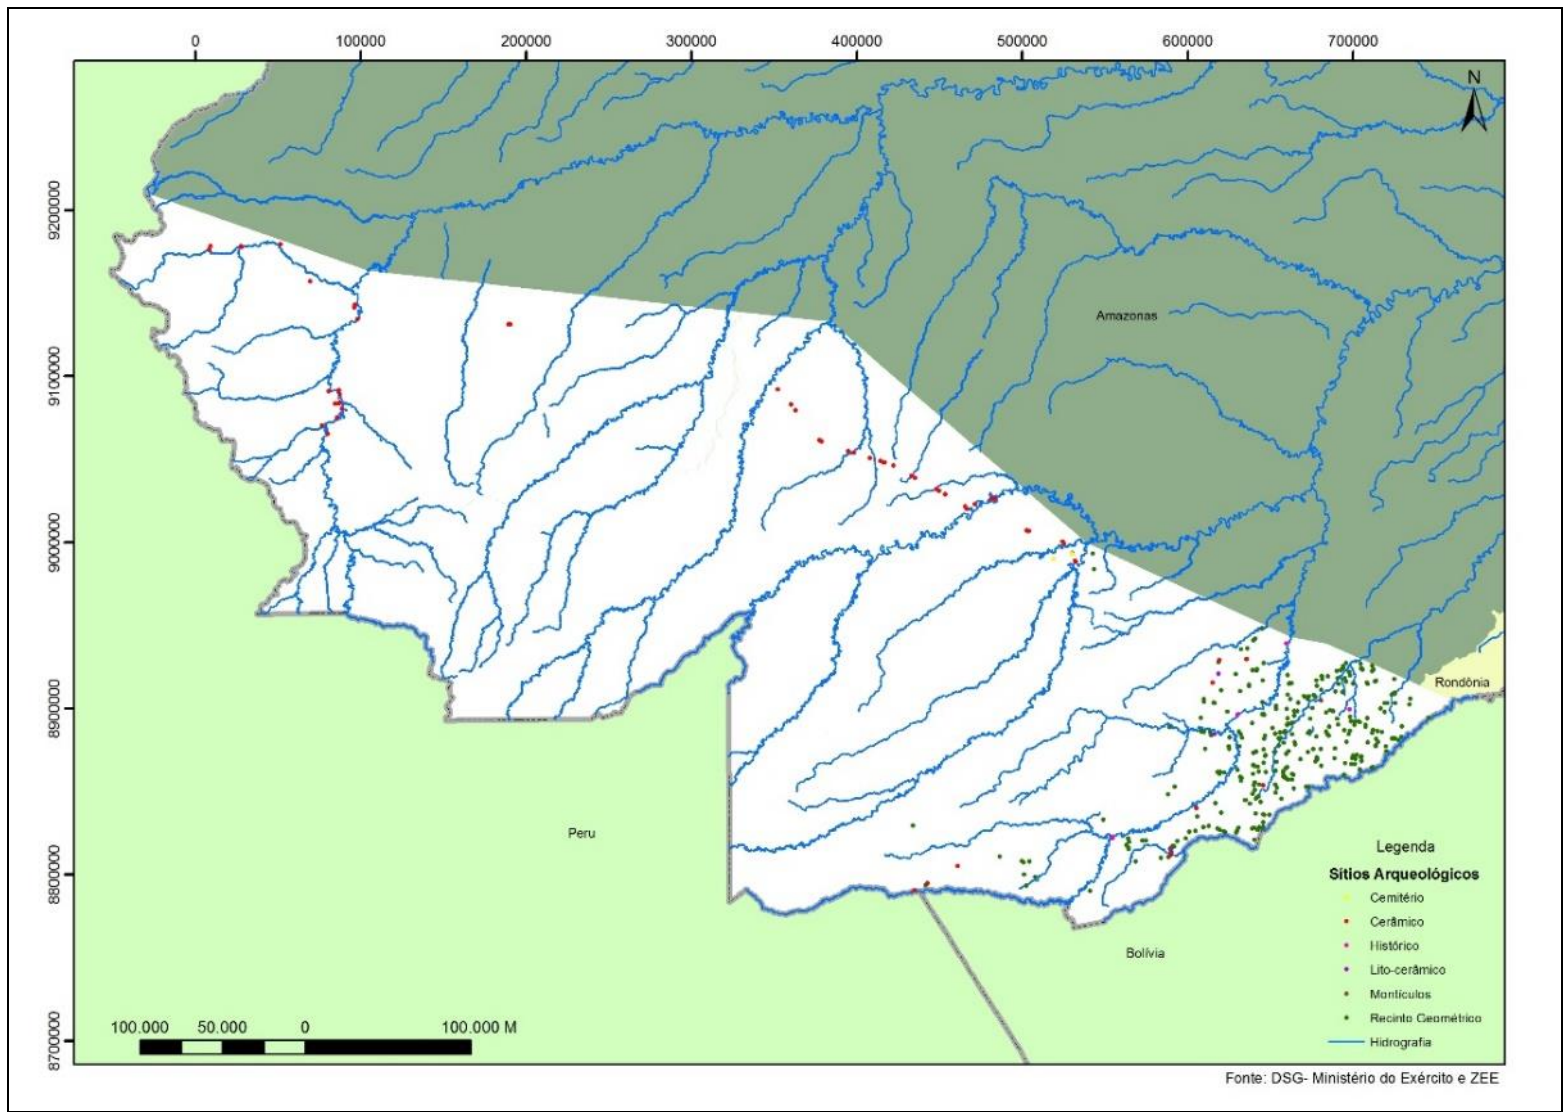 0 100000 200000 300000 400000 500000 600000 700000
N
9200000
9100000
9000000
8900000
8800000
8700000
Amazonas
Rondônia
Peru
Bolívia
Legenda
Sítios Arqueológicos
Cemitério
Cerâmico
Histórico
Lito-cerâmico
Montículos
Recinto Geométrico
Hidrografia
100.000 50.000 0 100.000 M
Fonte: DSG- Ministério do Exército e ZEE